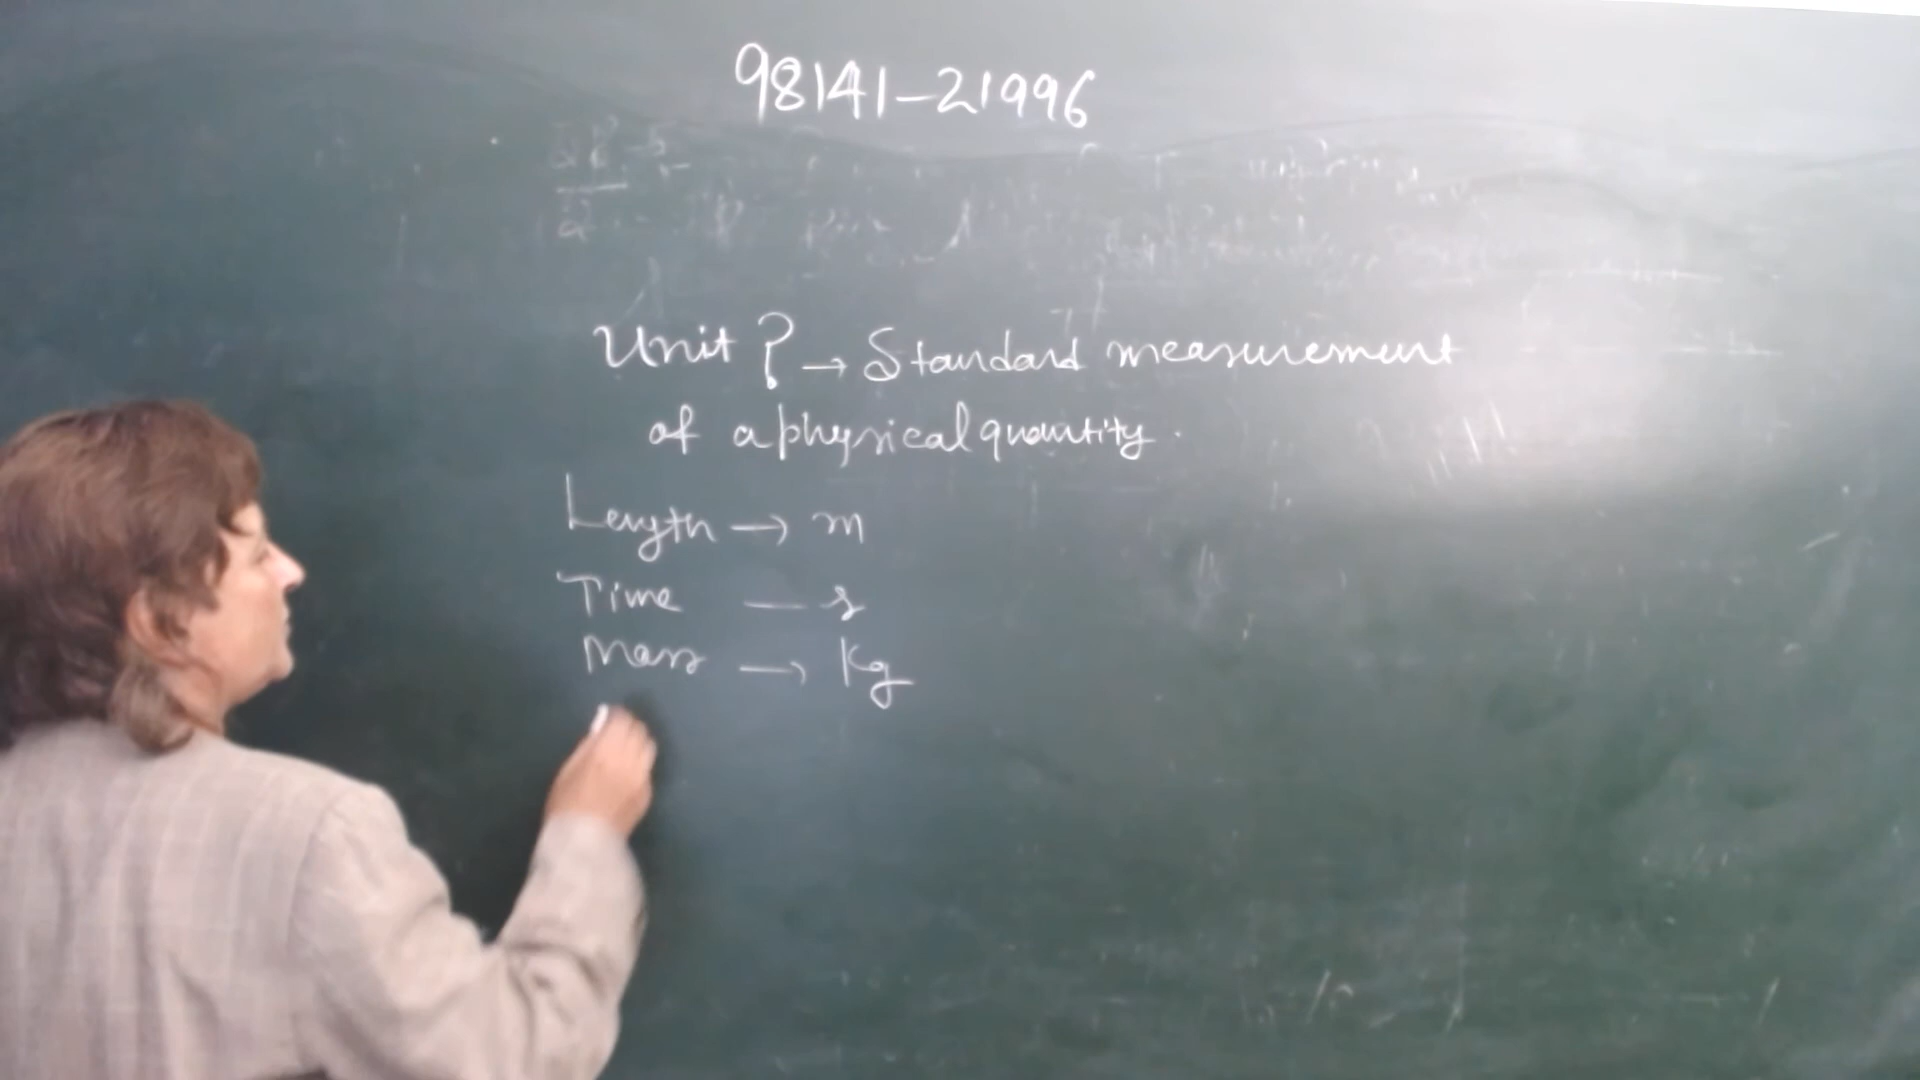 98141-21996
Unit ? → Standard measurement
of a physical quantity.
Length → m
Time — s
Mass → Kg